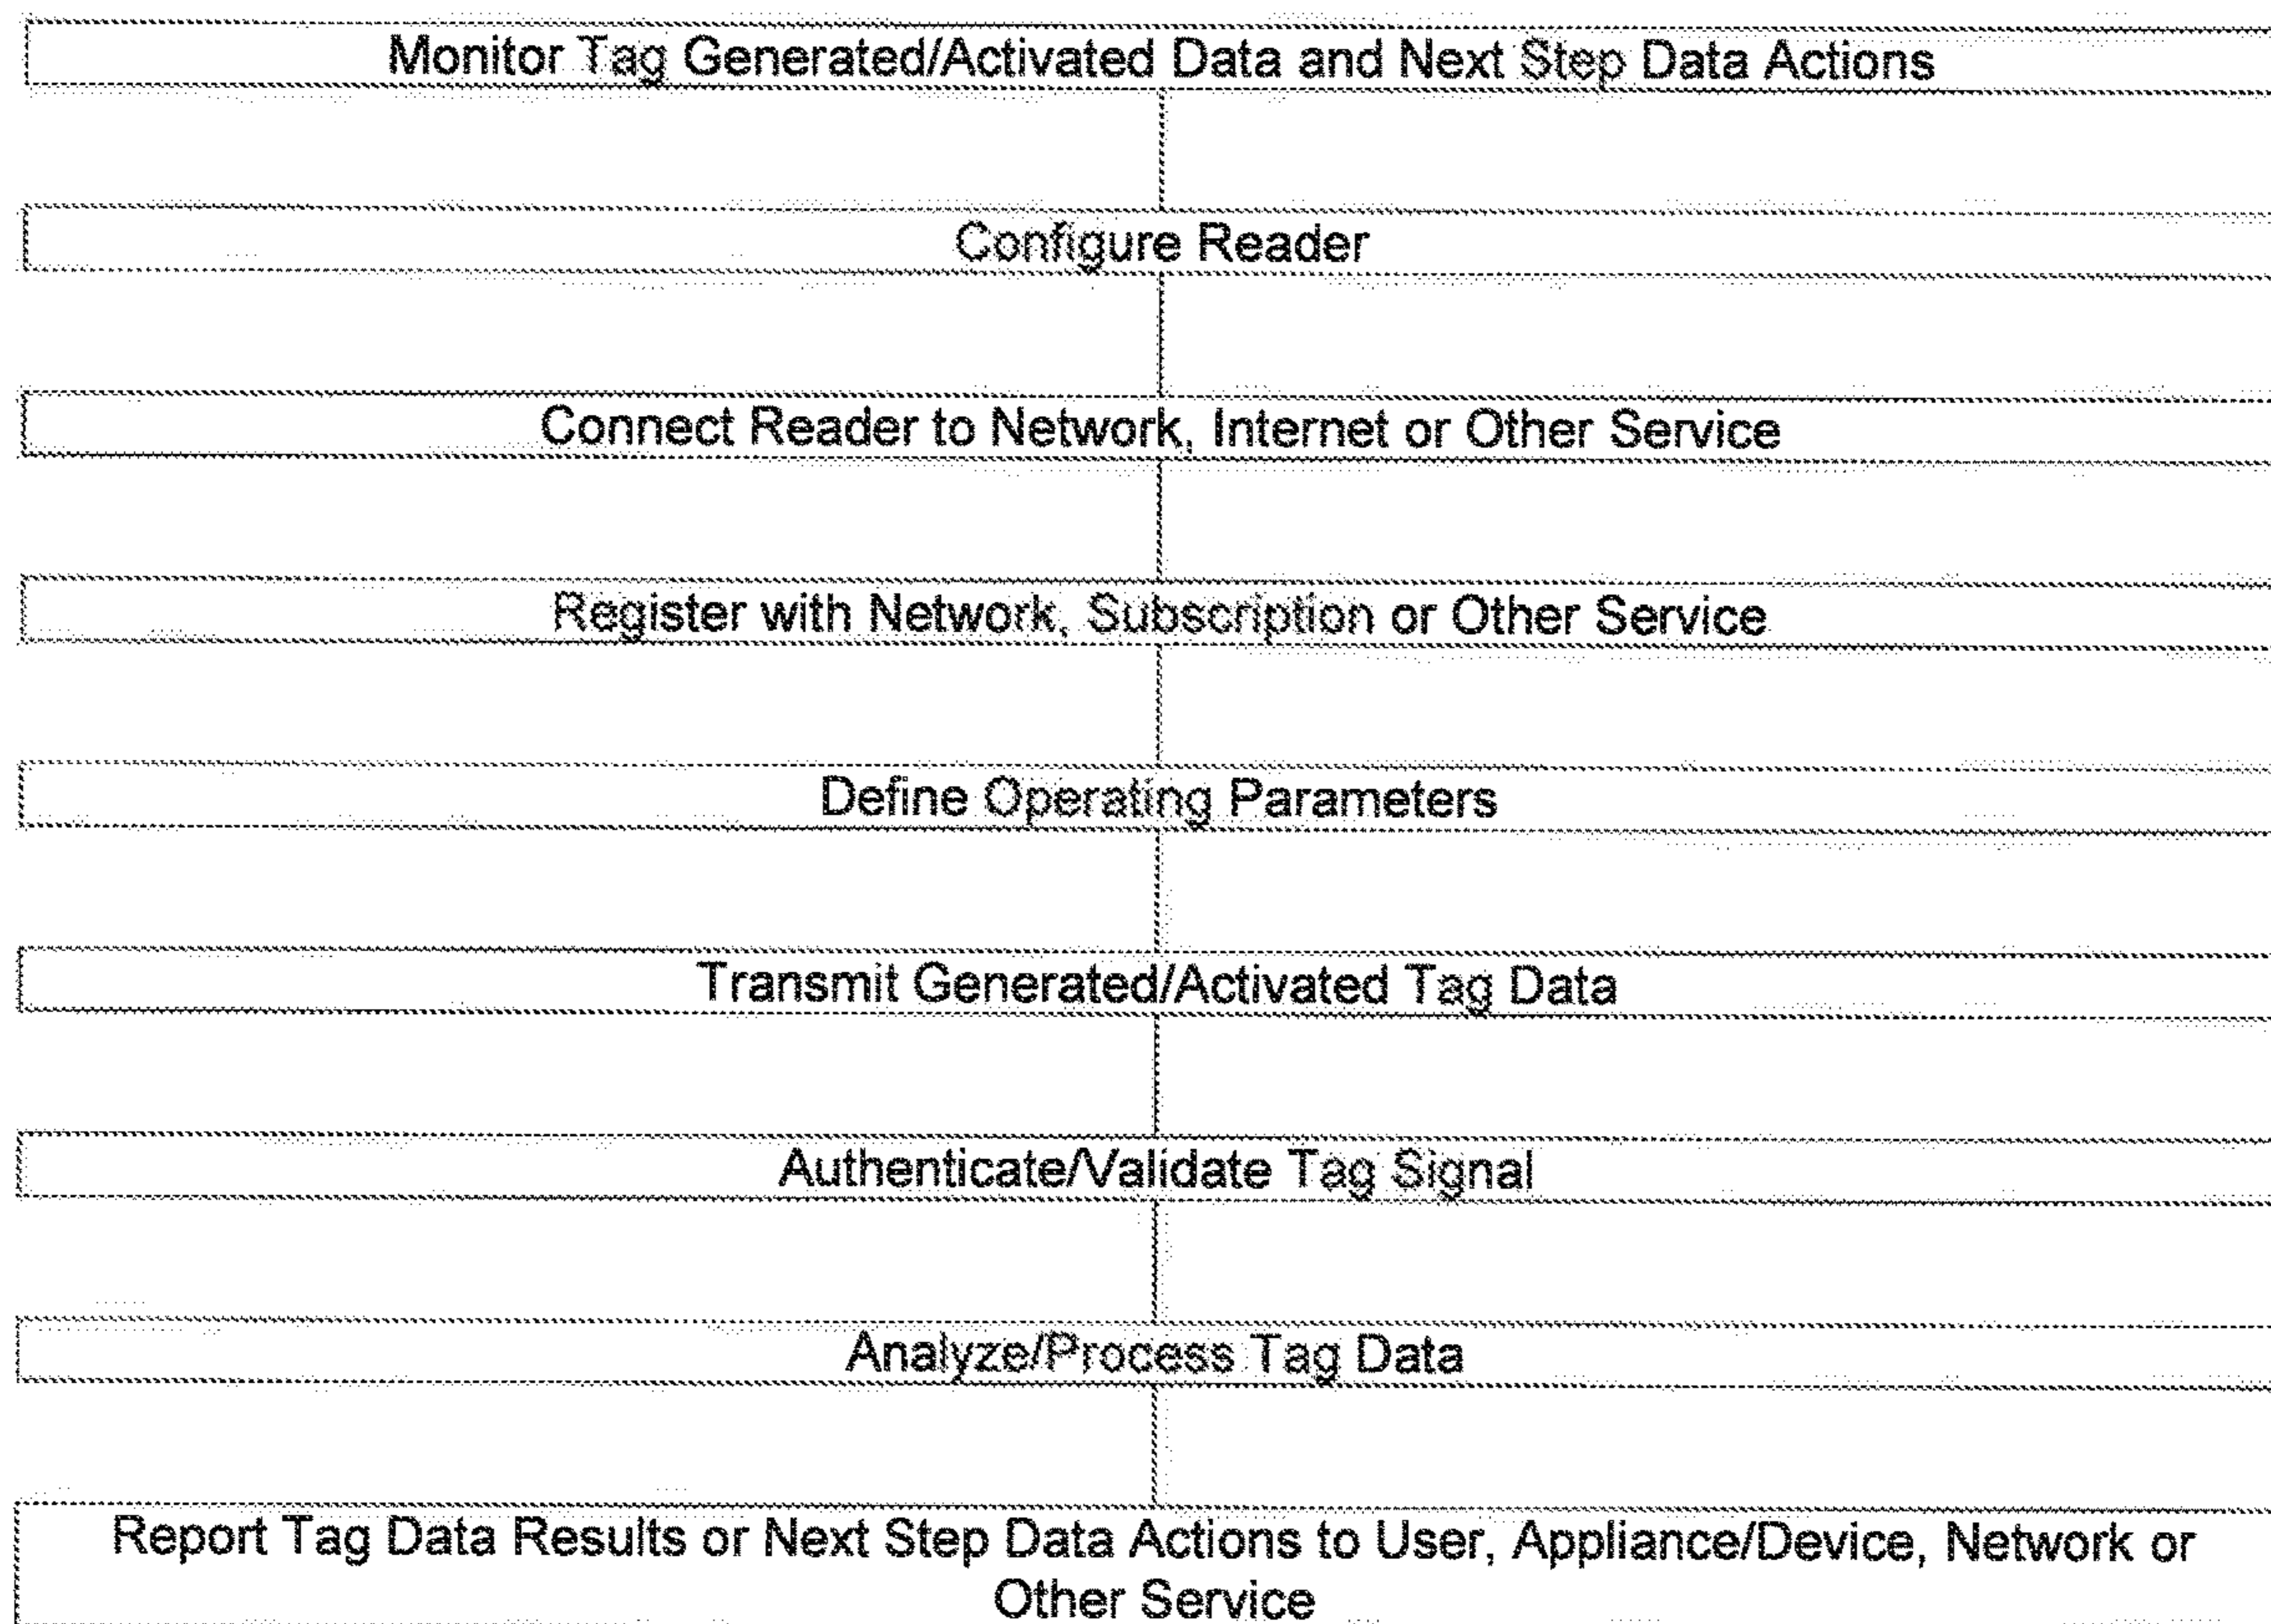 Monitor Tag Generated/Activated Data and Next Step Data Actions
Configure Reader
Connect Reader to Network, Internet or Other Service
Register with Network, Subscription or Other Service
Define Operating Parameters
Transmit Generated/Activated Tag Data
Authenticate/Validate Tag Signal
Analyze/Process Tag Data
Report Tag Data Results or Next Step Data Actions to User, Appliance/Device, Network or
Other Service